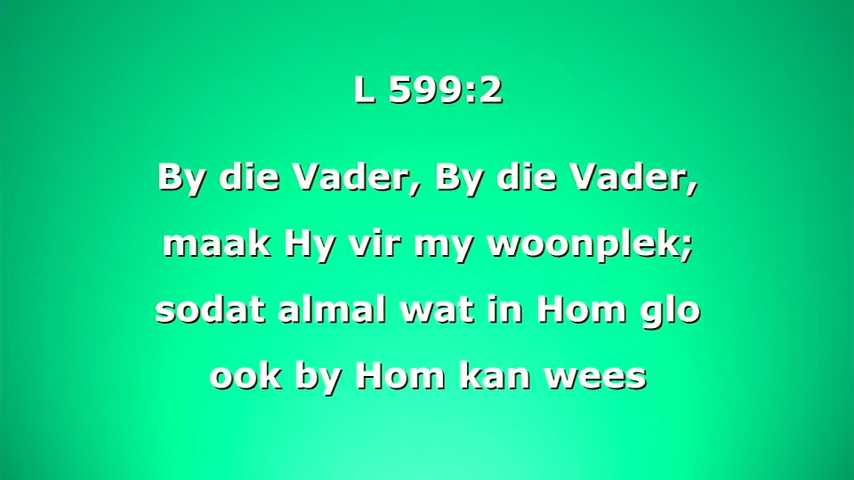 L 599:2
By die Vader, By die Vader,
maak Hy vir my woonplek;
sodat almal wat in Hom glo
ook by Hom kan wees